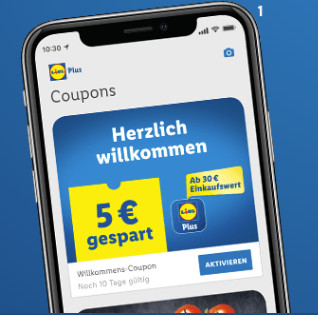 1
10:30
LIDL Plus
Coupons
Herzlich
willkommen
Ab 30 €
Einkaufswert
5 €
gespart
LIDL
Plus
Willkommens-Coupon
Noch 10 Tage gültig
AKTIVIEREN